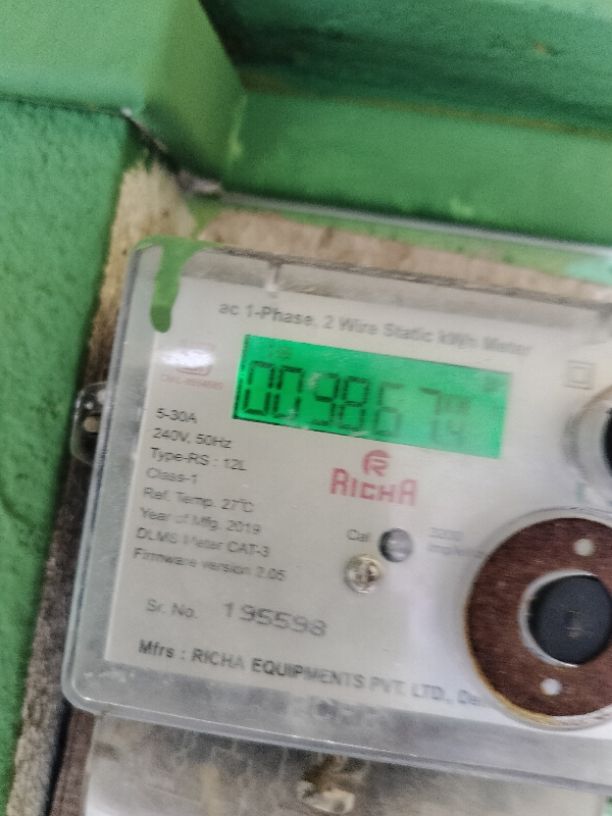 ac 1-Phase, 2 Wire Static kWh Meter
009867.4
5-30A
240V, 50Hz
Type-RS : 12L
Class-1
Ref. Temp. 27°C
Year of Mfg. 2019
DLMS Meter CAT-3
Firmware version 2.05
RICHA
Cal
3200
Sr. No. 195598
Mfrs : RICHA EQUIPMENTS PVT. LTD.,